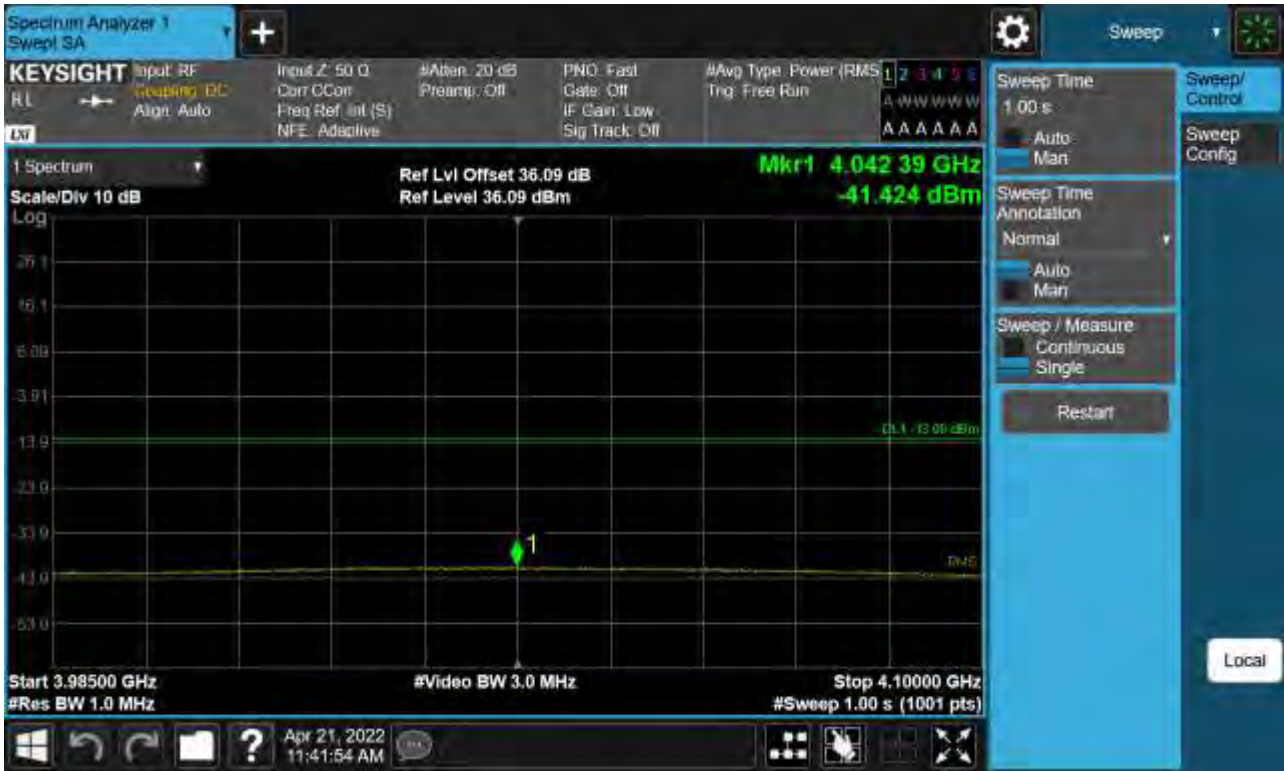 Spectrum Analyzer 1
Swept SA
+
Sweep
KEYSIGHT
RL
LXI
Input: RF
Coupling: DC
Align: Auto
Input Z: 50 Ω
Corr CCorr
Freq Ref: Int (S)
NFE: Adaptive
#Atten: 20 dB
Preamp: Off
PNO: Fast
Gate: Off
IF Gain: Low
Sig Track: Off
#Avg Type: Power (RMS
Trig: Free Run
1 2 3 4 5 6
A W W W W W
A A A A A A
1 Spectrum
Scale/Div 10 dB
Log
Ref Lvl Offset 36.09 dB
Ref Level 36.09 dBm
Mkr1 4.042 39 GHz
-41.424 dBm
26.1
16.1
6.09
-3.91
-13.9
DL1 -13.00 dBm
-23.9
-33.9
1
RMS
-43.9
-53.9
Start 3.98500 GHz
#Res BW 1.0 MHz
#Video BW 3.0 MHz
Stop 4.10000 GHz
#Sweep 1.00 s (1001 pts)
Sweep Time
1.00 s
Auto
Man
Sweep Time
Annotation
Normal
Auto
Man
Sweep / Measure
Continuous
Single
Restart
Sweep/
Control
Sweep
Config
Local
?
Apr 21, 2022
11:41:54 AM